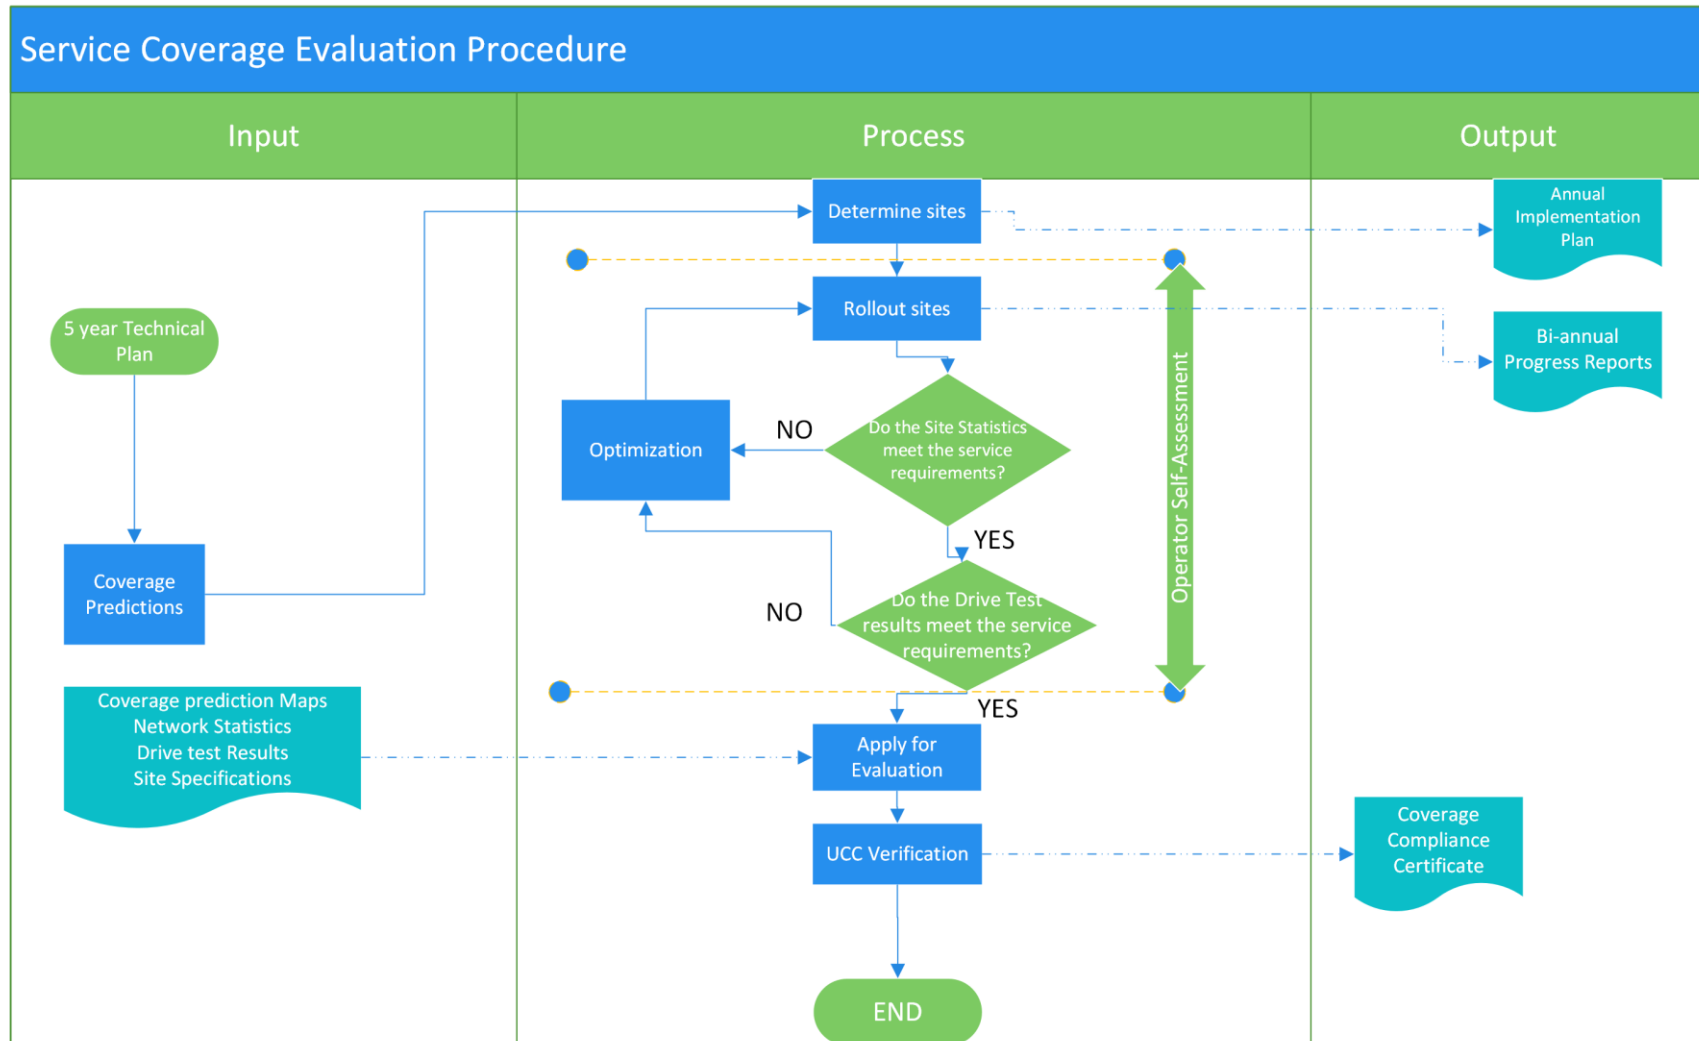 Service Coverage Evaluation Procedure
Input
Process
Output
Determine sites
Annual
Implementation
Plan
Rollout sites
5 year Technical
Plan
Bi-annual
Progress Reports
Operator Self-Assessment
Optimization
NO
Do the Site Statistics
meet the service
requirements?
YES
Coverage
Predictions
NO
Do the Drive Test
results meet the service
requirements?
YES
Coverage prediction Maps
Network Statistics
Drive test Results
Site Specifications
Apply for
Evaluation
UCC Verification
Coverage
Compliance
Certificate
END